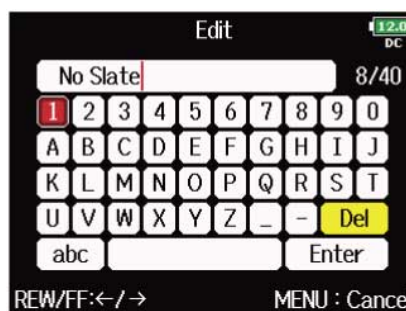 Edit
12.0
DC
No Slate
8/40
1 2 3 4 5 6 7 8 9 0
A B C D E F G H I J
K L M N O P Q R S T
U V W X Y Z _ - Del
abc Enter
REW/FF:←/→ MENU : Cance